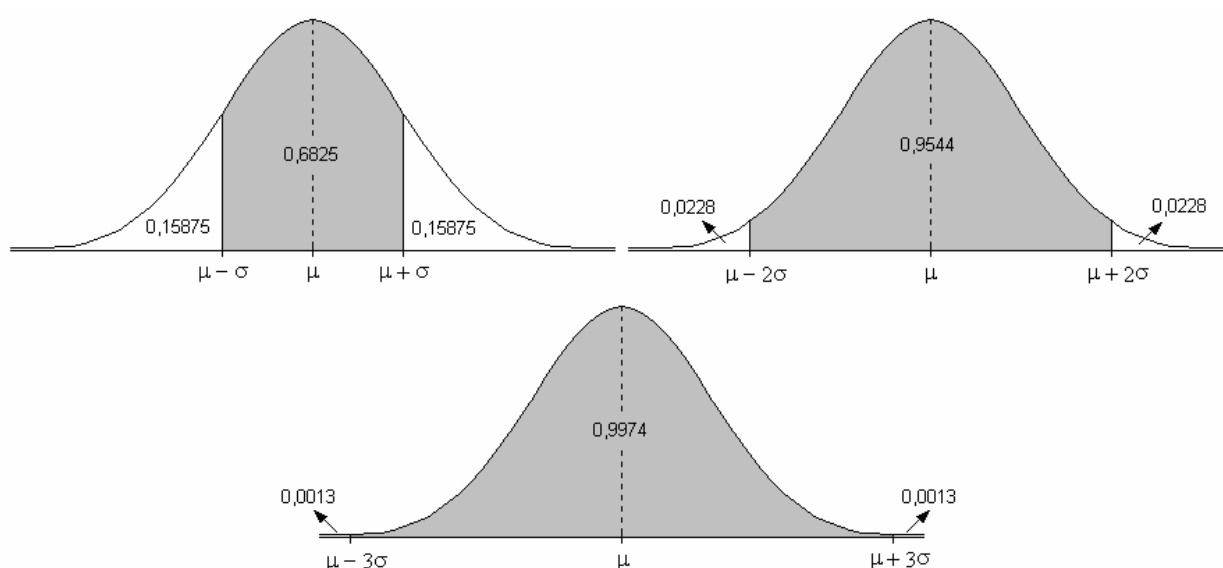 0,6825
0,15875
0,15875
μ − σ
μ
μ + σ
0,9544
0,0228
0,0228
μ − 2σ
μ
μ + 2σ
0,9974
0,0013
0,0013
μ − 3σ
μ
μ + 3σ